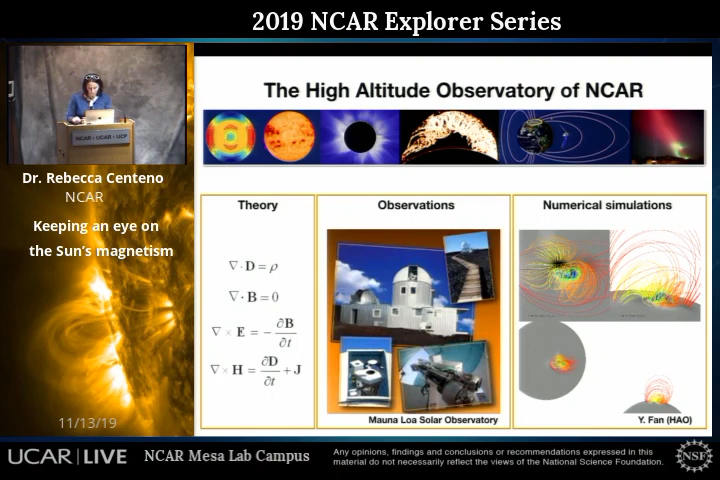 2019 NCAR Explorer Series
NCAR • UCAR • UCP
Dr. Rebecca Centeno
NCAR
Keeping an eye on
the Sun's magnetism
11/13/19
The High Altitude Observatory of NCAR
Theory
∇ · D = ρ
∇ · B = 0
∇ × E = − ∂B/∂t
∇ × H = ∂D/∂t + J
Observations
Mauna Loa Solar Observatory
Numerical simulations
Y. Fan (HAO)
UCAR | LIVE
NCAR Mesa Lab Campus
Any opinions, findings and conclusions or recommendations expressed in this
material do not necessarily reflect the views of the National Science Foundation.
NSF